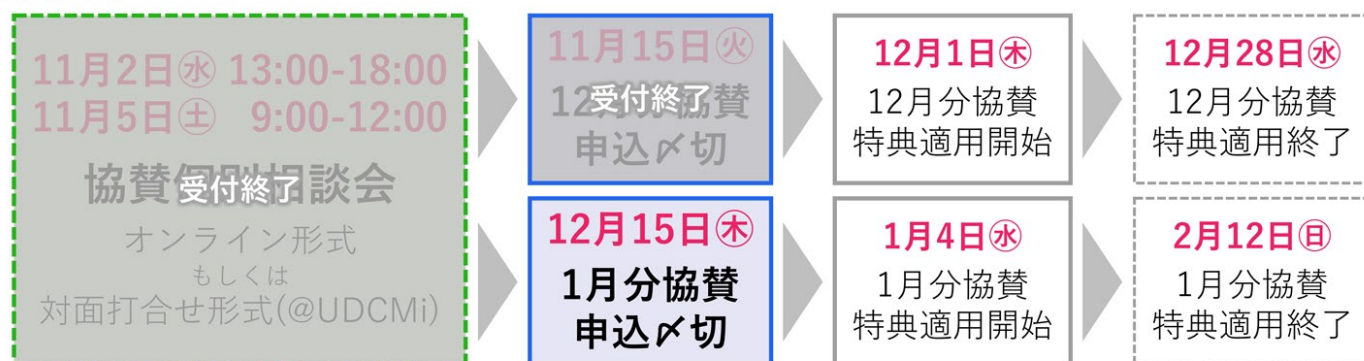 11月2日㊌ 13:00-18:00
11月5日㊏ 9:00-12:00
協賛個別相談会
受付終了
オンライン形式
もしくは
対面打合せ形式(@UDCMi)
11月15日㊋
12月分協賛
受付終了
申込〆切
12月1日㊍
12月分協賛
特典適用開始
12月28日㊌
12月分協賛
特典適用終了
12月15日㊍
1月分協賛
申込〆切
1月4日㊌
1月分協賛
特典適用開始
2月12日㊐
1月分協賛
特典適用終了